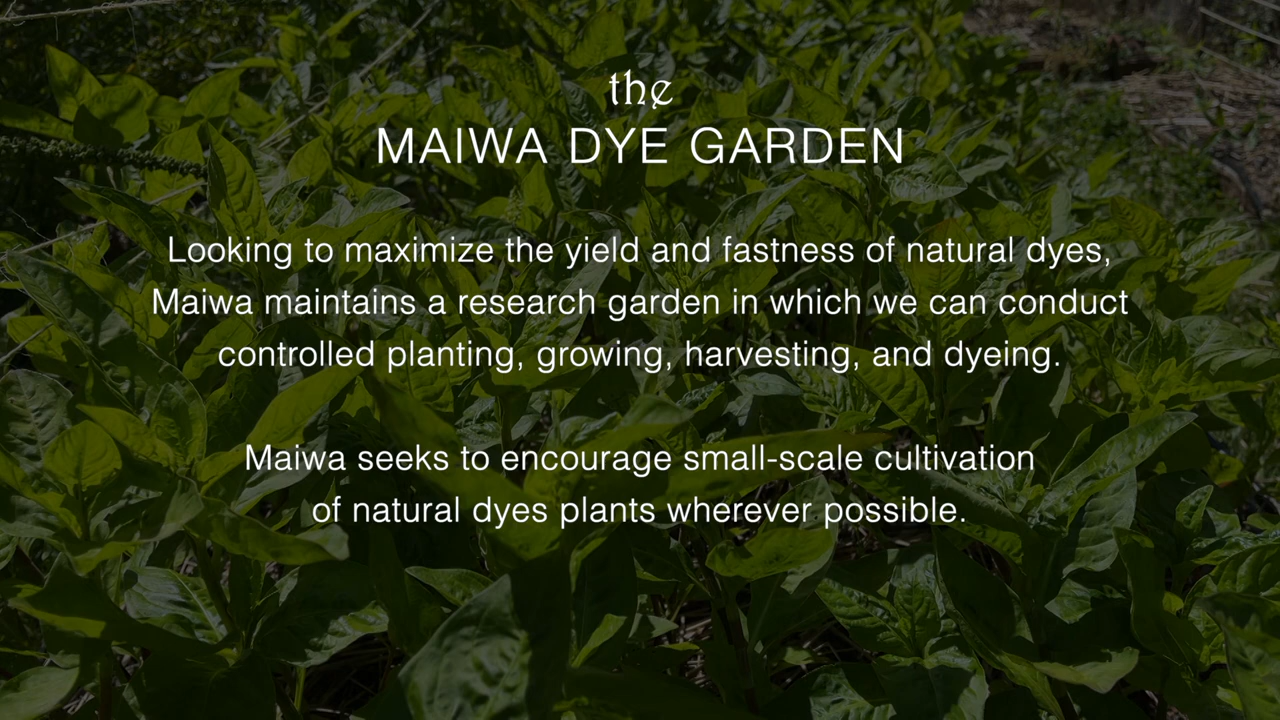 the
MAIWA DYE GARDEN
Looking to maximize the yield and fastness of natural dyes,
Maiwa maintains a research garden in which we can conduct
controlled planting, growing, harvesting, and dyeing.
Maiwa seeks to encourage small-scale cultivation
of natural dyes plants wherever possible.